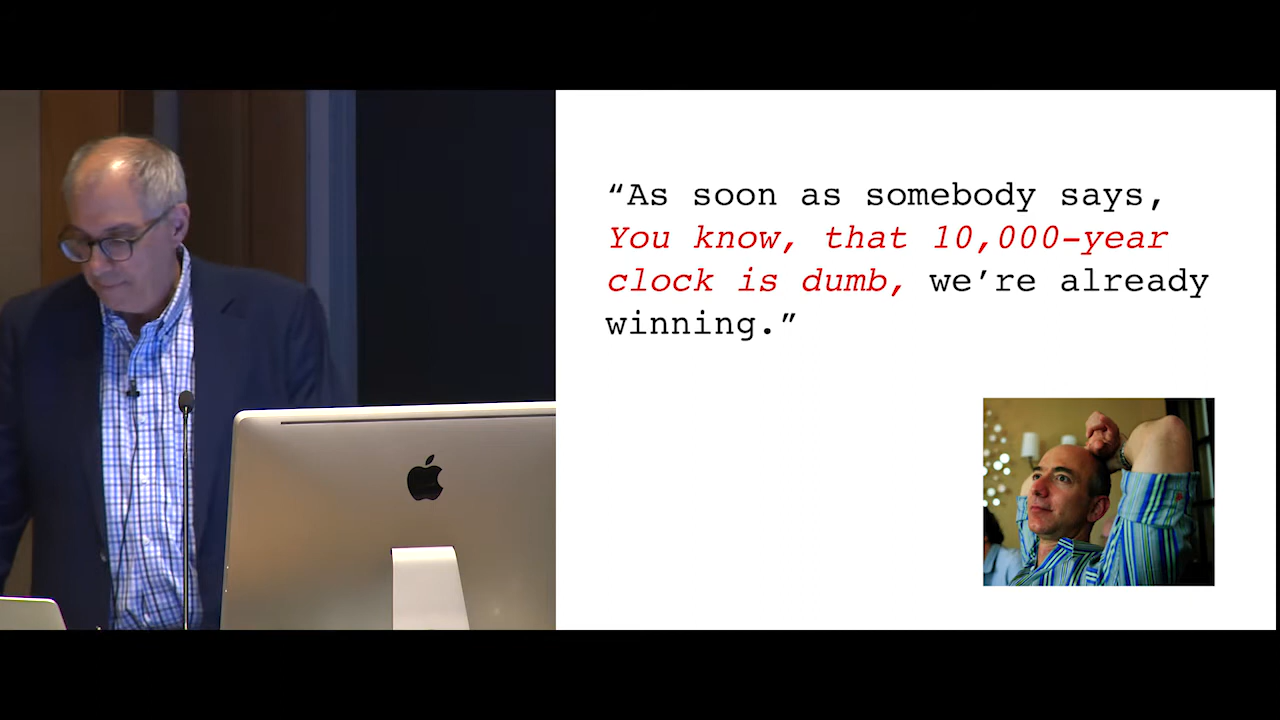 “As soon as somebody says,
You know, that 10,000-year
clock is dumb, we’re already
winning.”